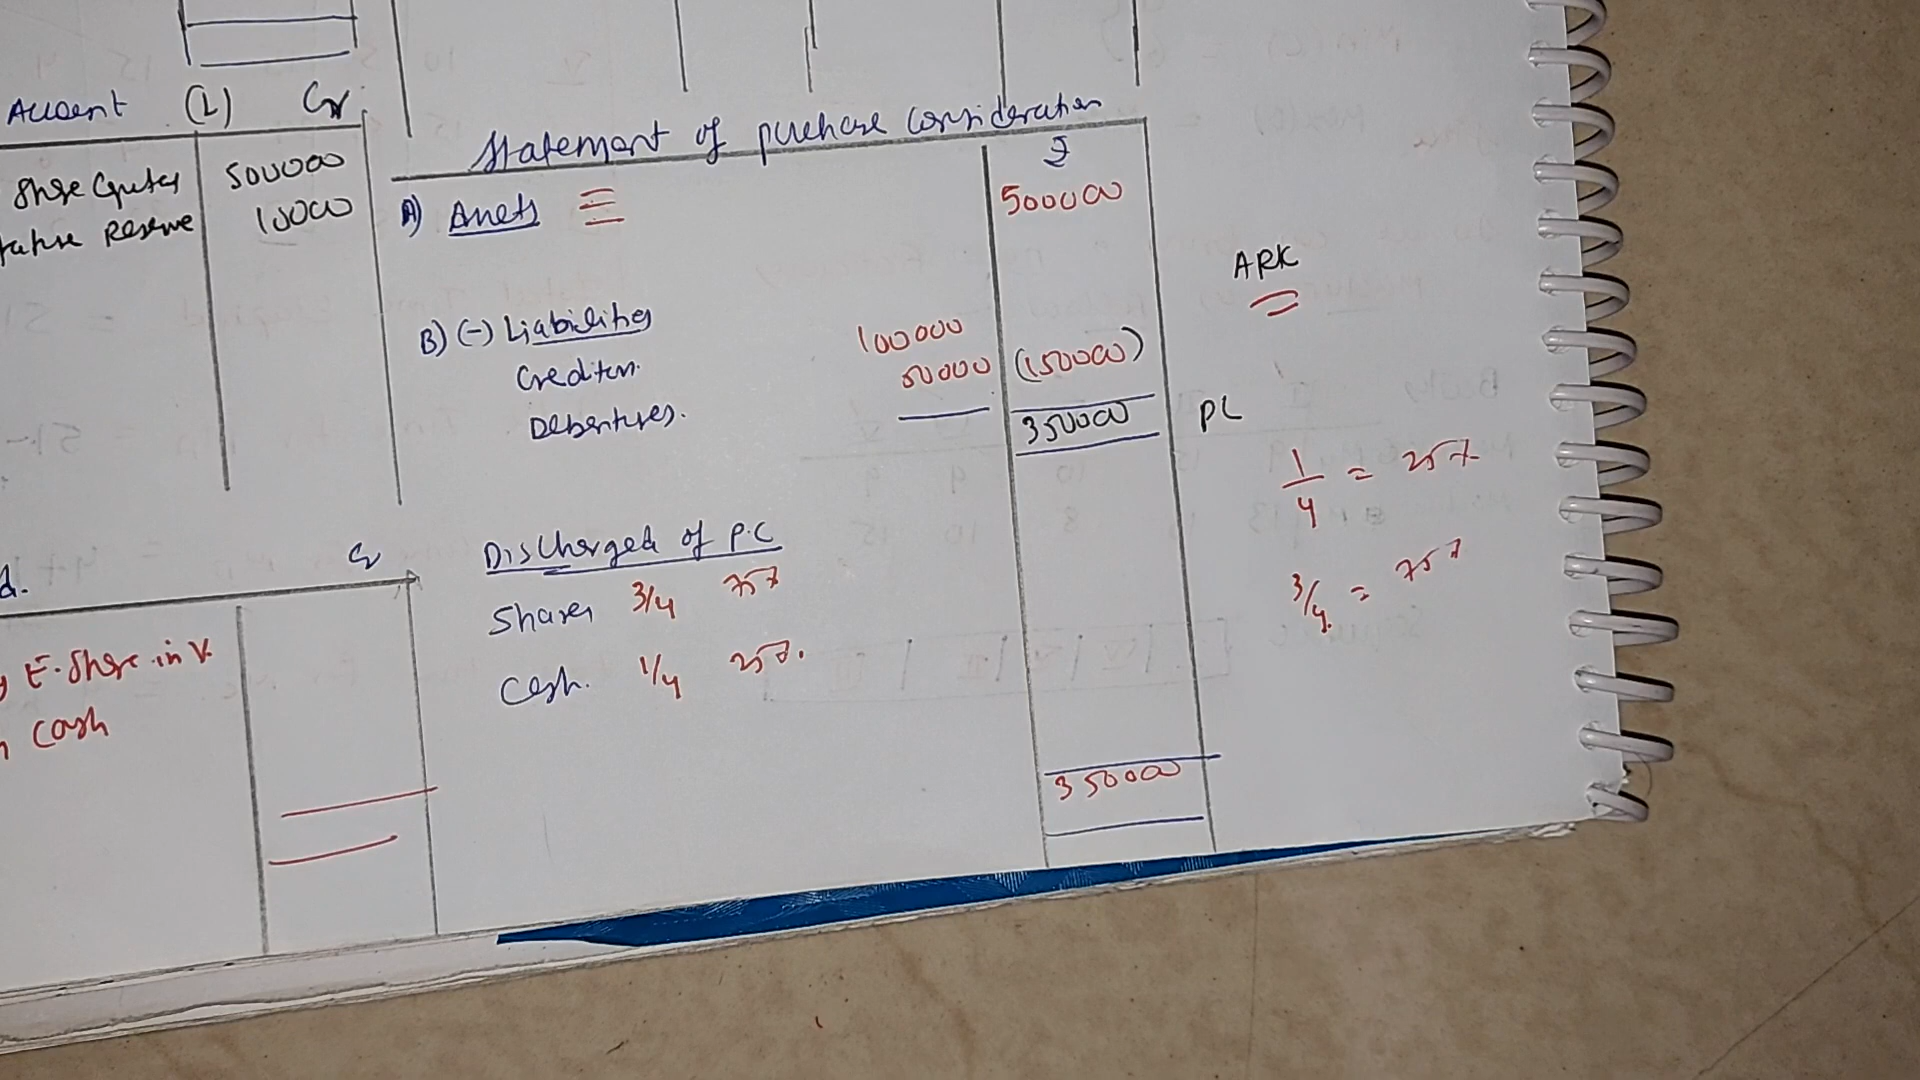 Account (L) Cr.
Share Capital 500000
Reserve 10000
Statement of purchase consideration
₹
A) Assets 500000
B) (-) Liabilities
Creditors. 100000
Debentures. 50000 (150000)
350000 PC
ARK
1/4 = 25%
3/4 = 75%
Discharged of P.C
Shares 3/4 75%
Cash. 1/4 25%.
350000
d. Cr
E. Share in V.
Cash